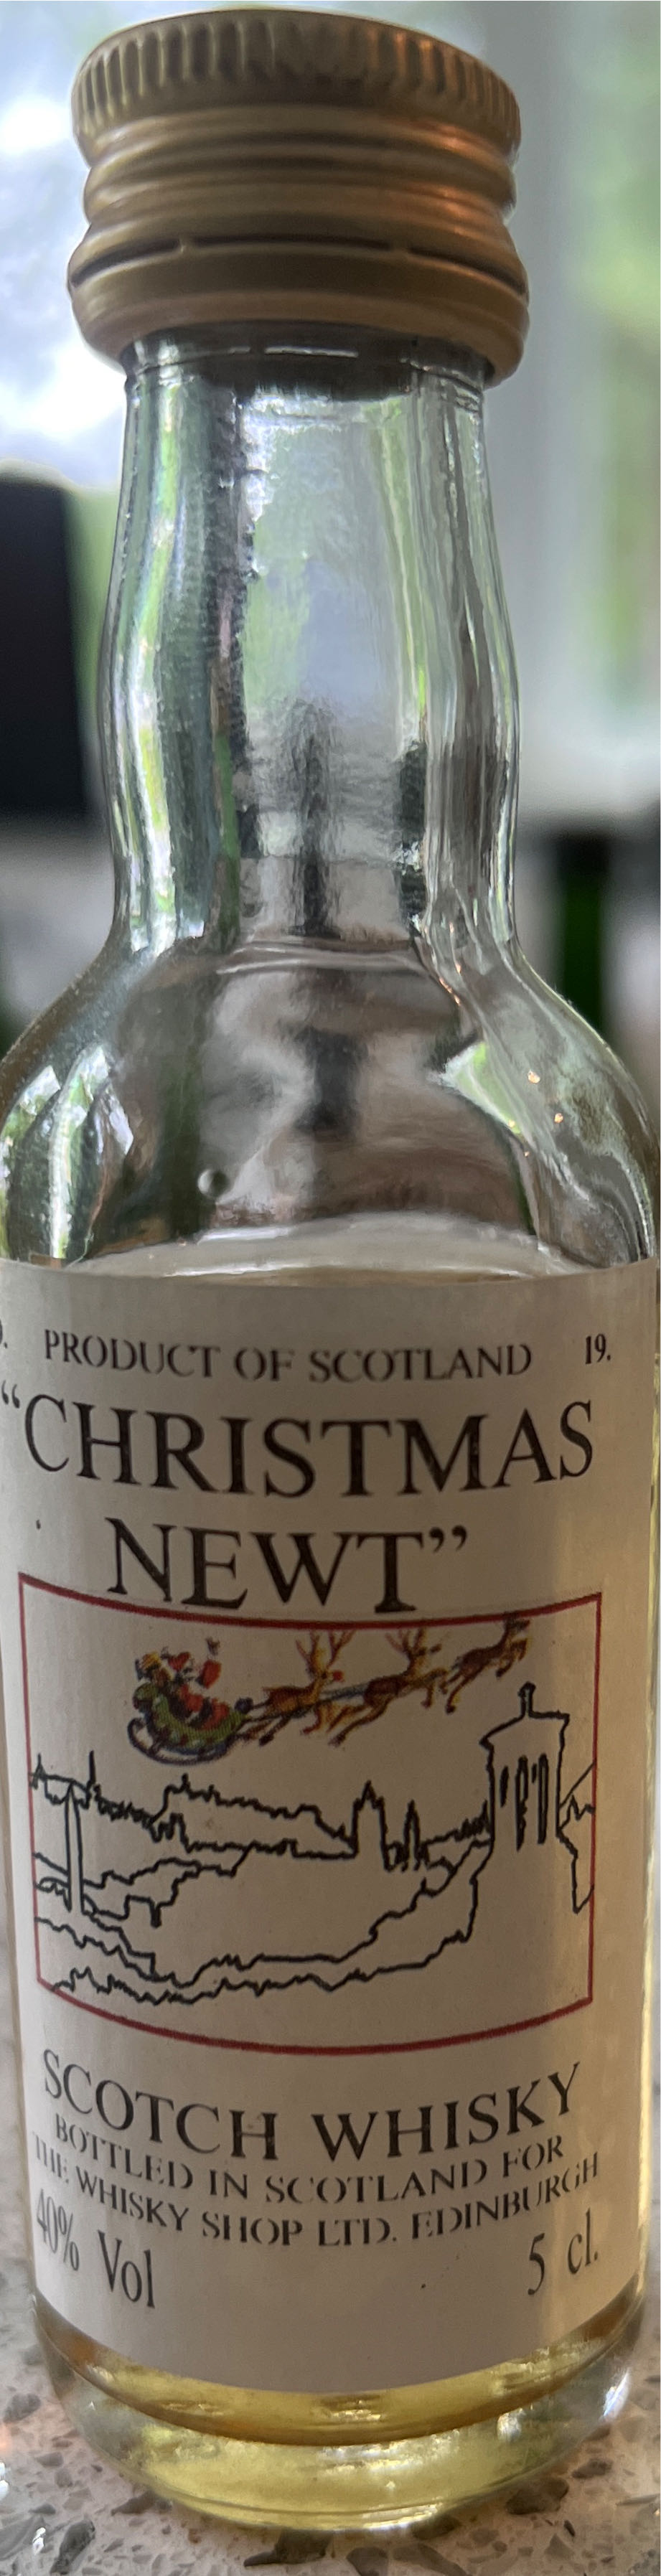 PRODUCT OF SCOTLAND 19.
“CHRISTMAS
NEWT”
SCOTCH WHISKY
BOTTLED IN SCOTLAND FOR
THE WHISKY SHOP LTD. EDINBURGH
40% Vol 5 cl.